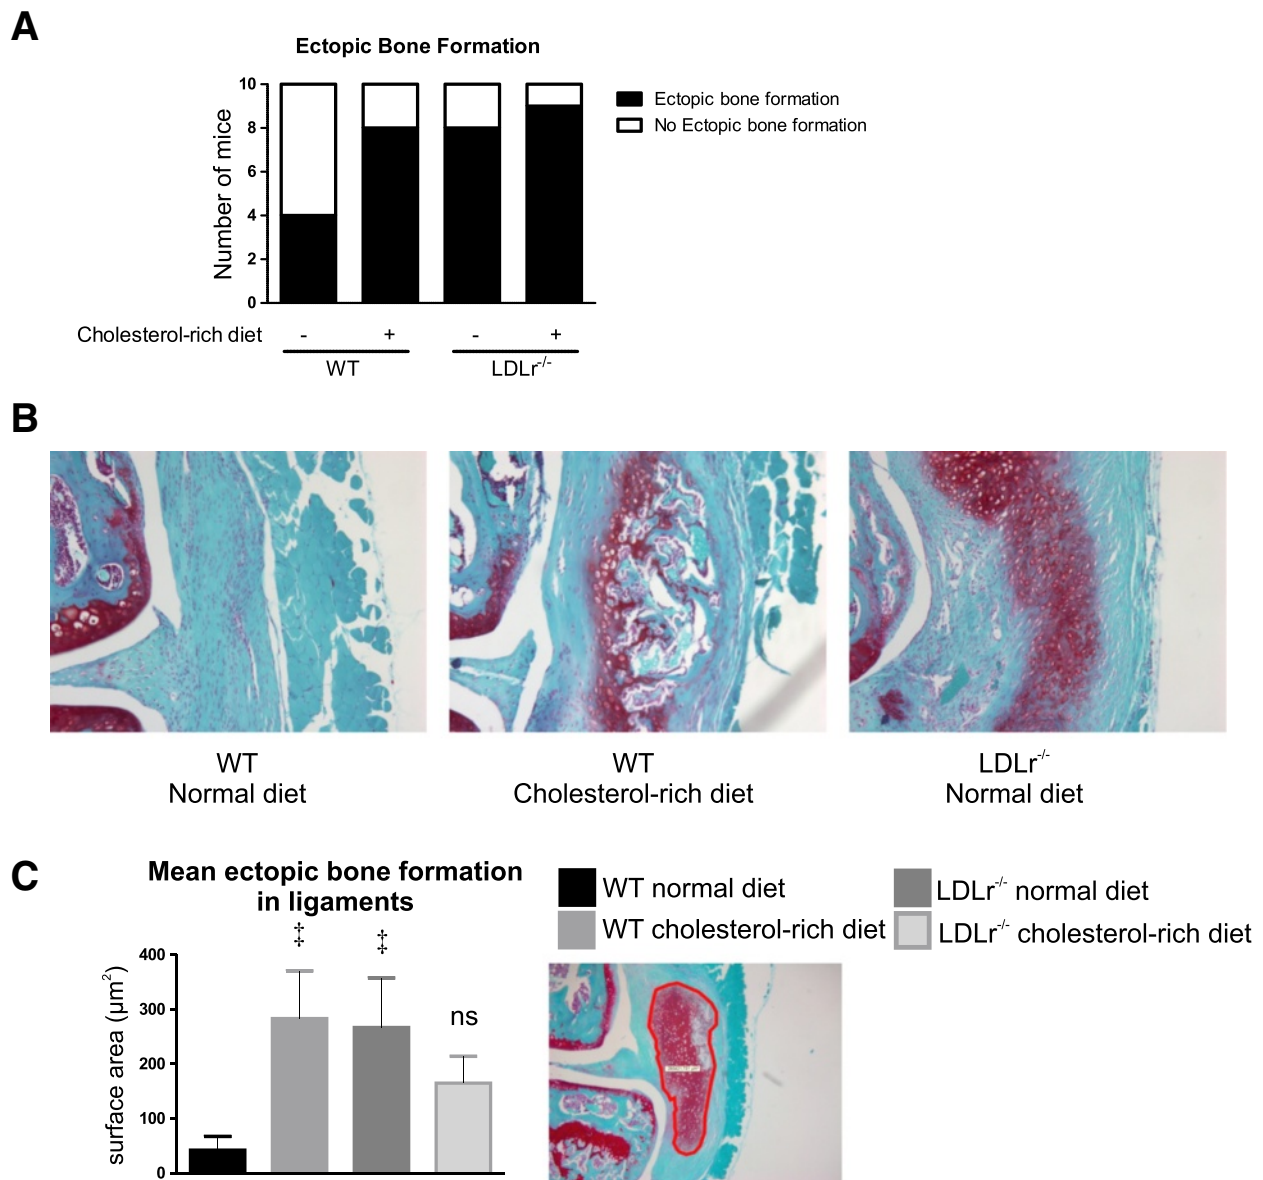 A
Ectopic Bone Formation
Number of mice
10
8
6
4
2
0
Ectopic bone formation
No Ectopic bone formation
Cholesterol-rich diet - + - +
WT LDLr-/-
B
WT
Normal diet
WT
Cholesterol-rich diet
LDLr-/-
Normal diet
C
Mean ectopic bone formation
in ligaments
WT normal diet
WT cholesterol-rich diet
LDLr-/- normal diet
LDLr-/- cholesterol-rich diet
surface area (µm²)
400
300
200
100
0
‡ ‡ ns